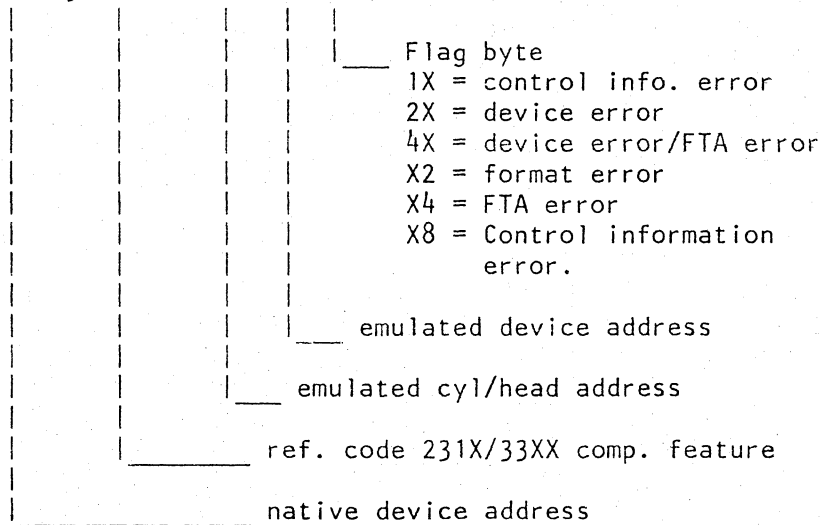 Flag byte
1X = control info. error
2X = device error
4X = device error/FTA error
X2 = format error
X4 = FTA error
X8 = Control information
error.
emulated device address
emulated cyl/head address
ref. code 231X/33XX comp. feature
native device address